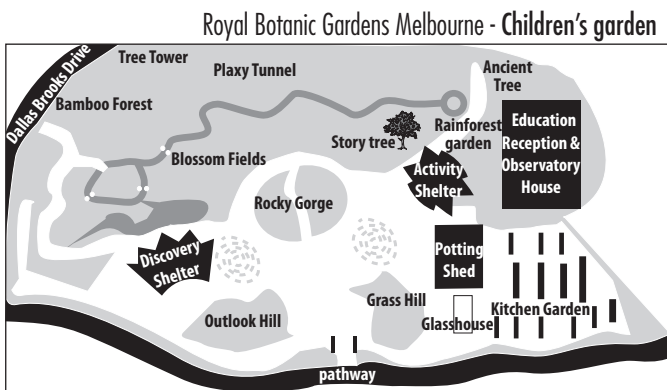 Royal Botanic Gardens Melbourne - Children's garden
Dallas Brooks Drive
Tree Tower
Plaxy Tunnel
Ancient
Tree
Bamboo Forest
Story tree
Rainforest
garden
Education
Reception &
Observatory
House
Blossom Fields
Activity
Shelter
Rocky Gorge
Discovery
Shelter
Potting
Shed
Outlook Hill
Grass Hill
Glasshouse
Kitchen Garden
pathway